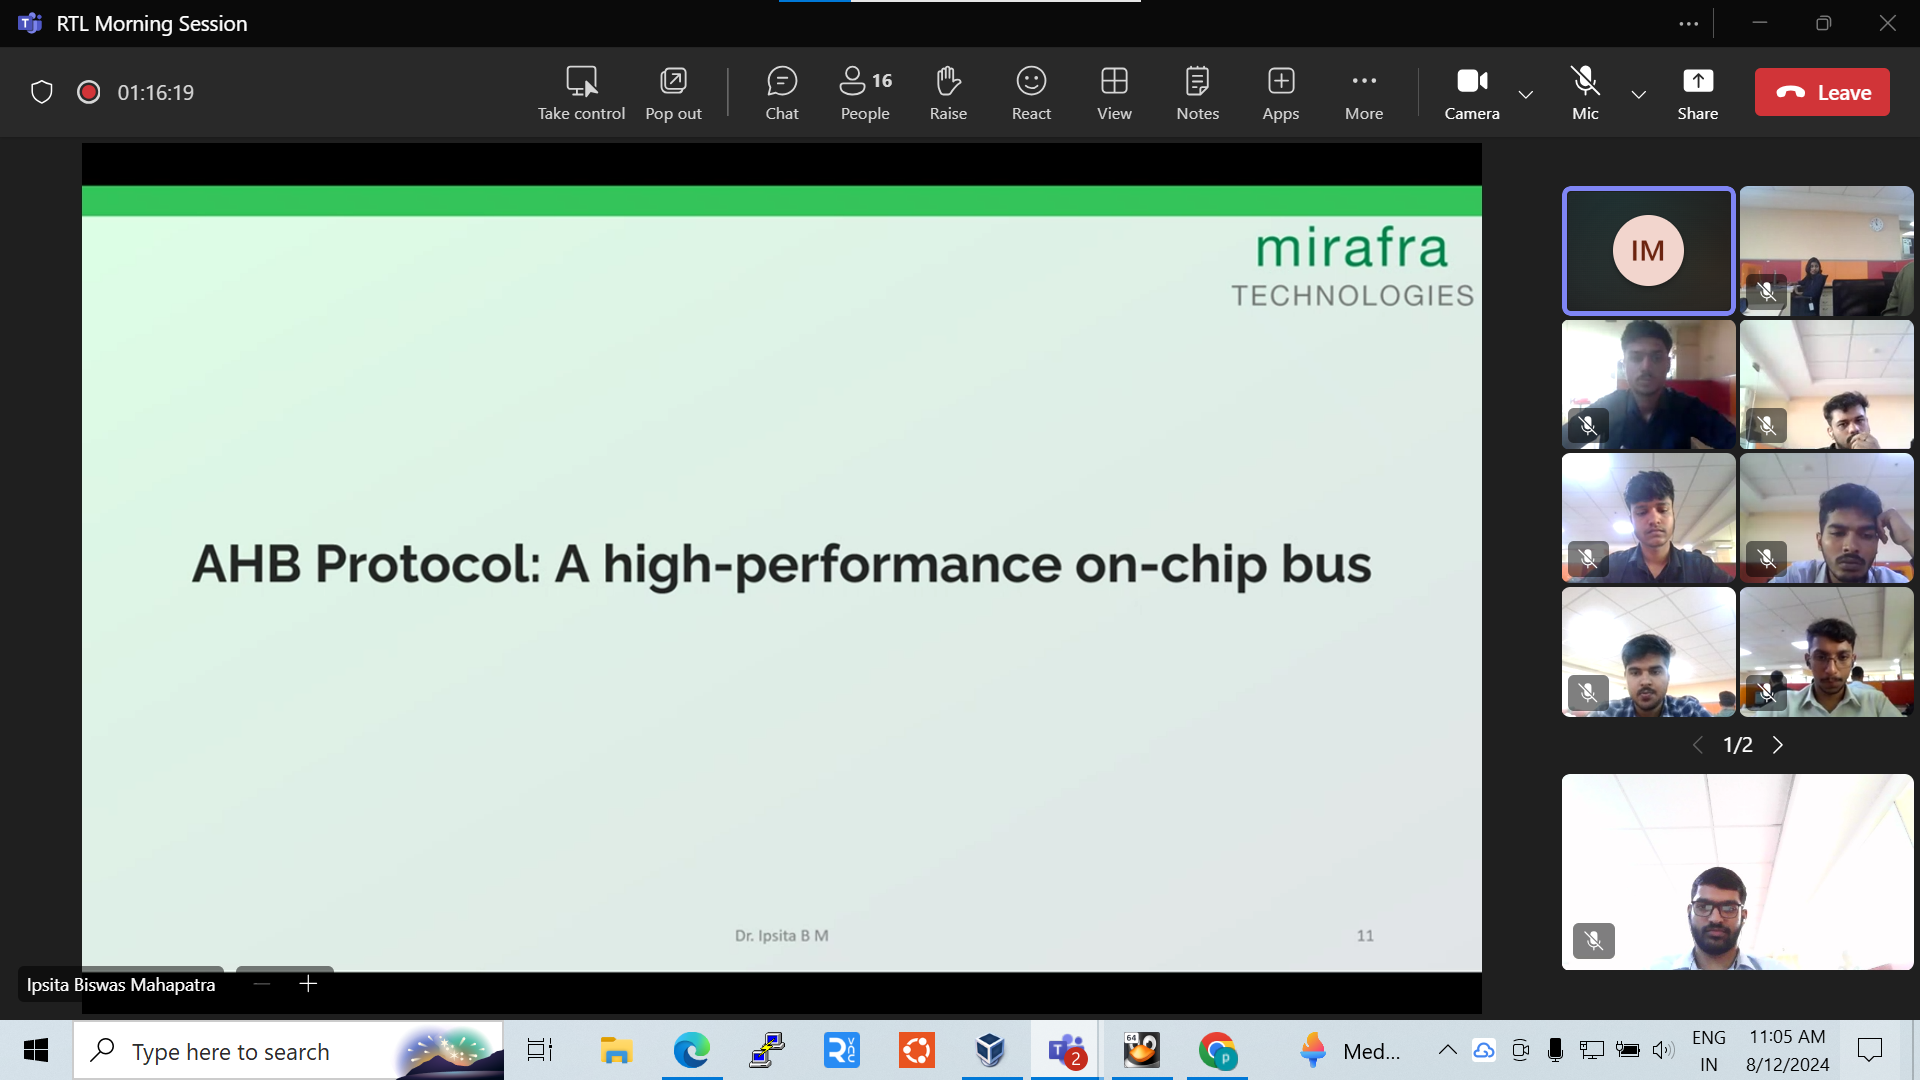 RTL Morning Session
01:16:19
Take control
Pop out
Chat
16
People
Raise
React
View
Notes
Apps
More
Camera
Mic
Share
Leave
mirafra
TECHNOLOGIES
AHB Protocol: A high-performance on-chip bus
Dr. Ipsita B M
11
Ipsita Biswas Mahapatra
IM
1/2
Type here to search
2
64
p
Med...
ENG
IN
11:05 AM
8/12/2024